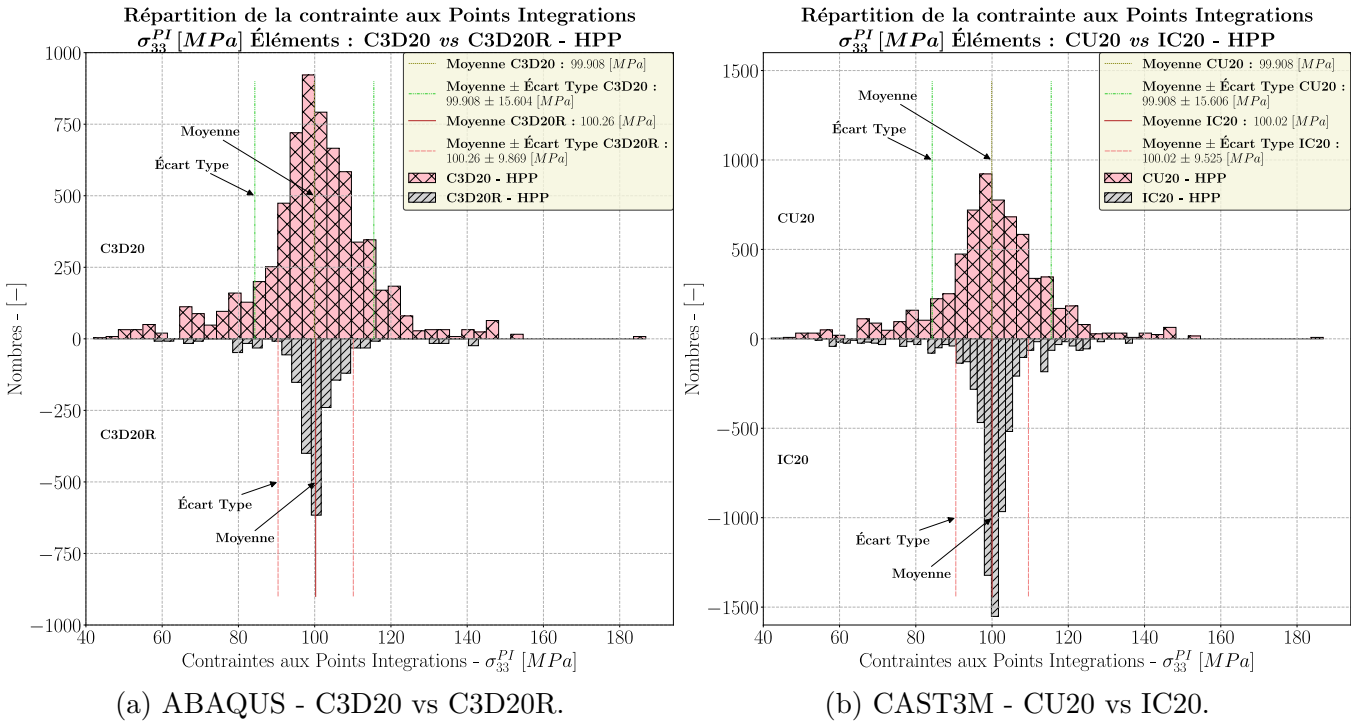 Répartition de la contrainte aux Points Integrations
σ₃₃^{PI} [MPa] Éléments : C3D20 vs C3D20R - HPP
Moyenne C3D20 : 99.908 [MPa]
Moyenne ± Écart Type C3D20 :
99.908 ± 15.604 [MPa]
Moyenne C3D20R : 100.26 [MPa]
Moyenne ± Écart Type C3D20R :
100.26 ± 9.869 [MPa]
C3D20 - HPP
C3D20R - HPP
Moyenne
Écart Type
C3D20
C3D20R
Écart Type
Moyenne
Nombres - [−]
1000
750
500
250
0
−250
−500
−750
−1000
40 60 80 100 120 140 160 180
Contraintes aux Points Integrations - σ₃₃^{PI} [MPa]
(a) ABAQUS - C3D20 vs C3D20R.
Répartition de la contrainte aux Points Integrations
σ₃₃^{PI} [MPa] Éléments : CU20 vs IC20 - HPP
Moyenne CU20 : 99.908 [MPa]
Moyenne ± Écart Type CU20 :
99.908 ± 15.606 [MPa]
Moyenne IC20 : 100.02 [MPa]
Moyenne ± Écart Type IC20 :
100.02 ± 9.525 [MPa]
CU20 - HPP
IC20 - HPP
Moyenne
Écart Type
CU20
IC20
Écart Type
Moyenne
Nombres - [−]
1500
1000
500
0
−500
−1000
−1500
40 60 80 100 120 140 160 180
Contraintes aux Points Integrations - σ₃₃^{PI} [MPa]
(b) CAST3M - CU20 vs IC20.